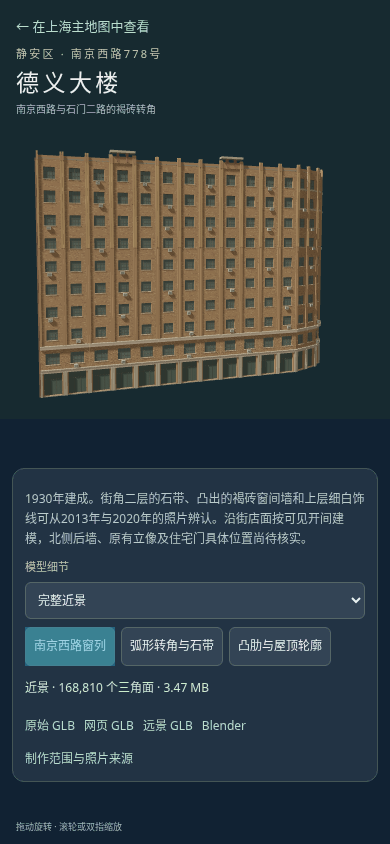 ← 在上海主地图中查看
静安区 · 南京西路778号
德义大楼
南京西路与石门二路的褐砖转角
1930年建成。街角二层的石带、凸出的褐砖窗间墙和上层细白饰
线可从2013年与2020年的照片辨认。沿街店面按可见开间建
模，北侧后墙、原有立像及住宅门具体位置尚待核实。
模型细节
完整近景
南京西路窗列 弧形转角与石带 凸肋与屋顶轮廓
近景 · 168,810 个三角面 · 3.47 MB
原始 GLB 网页 GLB 远景 GLB Blender
制作范围与照片来源
拖动旋转 · 滚轮或双指缩放